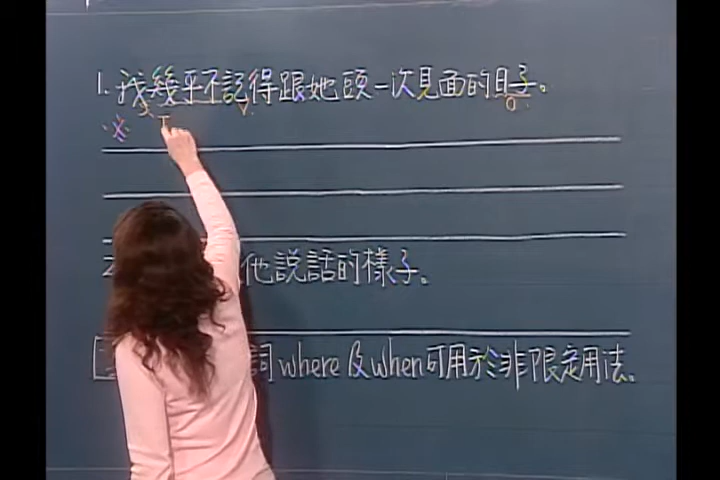 1. 我幾乎不記得跟她頭一次見面的日子。
S V. O.
他說話的樣子。
詞 where 及 when 可用於非限定用法。